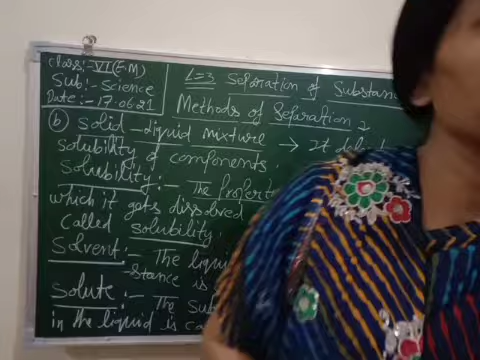 Class:- VI (E.M)
Sub:- Science
Date:- 17.06.21
L=3 Separation of Substan
Methods of Separation
(b) Solid-liquid mixture → It de
solubility of components.
Solubility:- The Propert
which it gets dissolved
called solubility.
Solvent:- The liqui
-stance is
Solute:- The Sub
in the liquid is ca